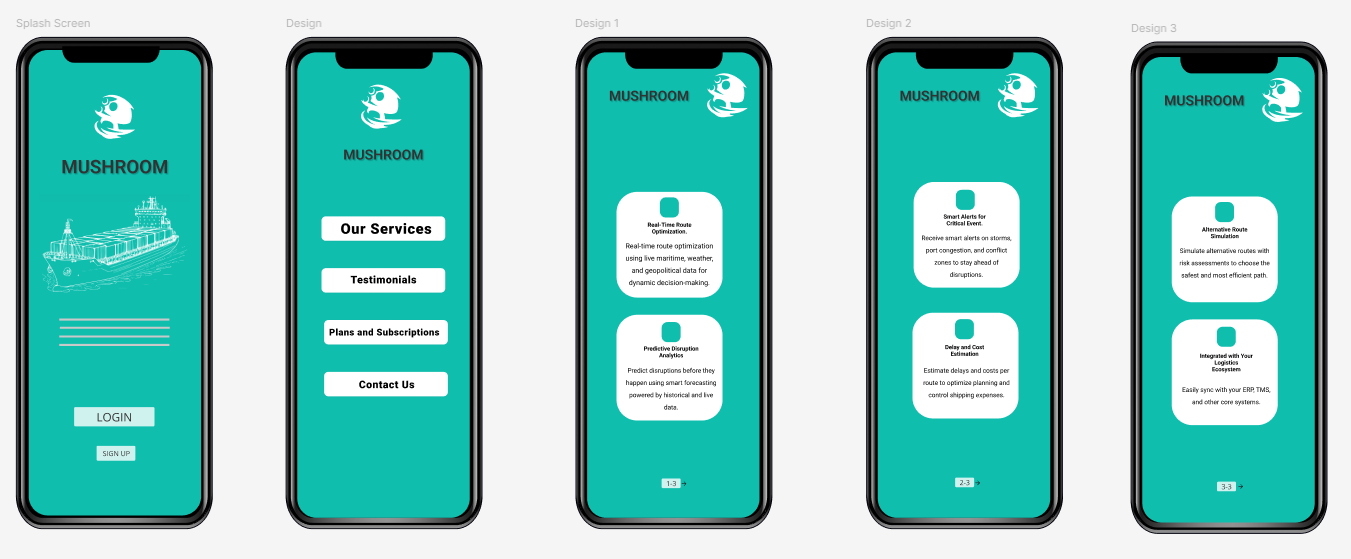 Splash Screen
MUSHROOM
LOGIN
SIGN UP
Design
MUSHROOM
Our Services
Testimonials
Plans and Subscriptions
Contact Us
Design 1
MUSHROOM
Real-Time Route
Optimization.
Real-time route optimization
using live maritime, weather,
and geopolitical data for
dynamic decision-making.
Predictive Disruption
Analytics
Predict disruptions before they
happen using smart forecasting
powered by historical and live
data.
1-3 →
Design 2
MUSHROOM
Smart Alerts for
Critical Event.
Receive smart alerts on storms,
port congestion, and conflict
zones to stay ahead of
disruptions.
Delay and Cost
Estimation
Estimate delays and costs per
route to optimize planning and
control shipping expenses.
2-3 →
Design 3
MUSHROOM
Alternative Route
Simulation
Simulate alternative routes with
risk assessments to choose the
safest and most efficient path.
Integrated with Your
Logistics
Ecosystem
Easily sync with your ERP, TMS,
and other core systems.
3-3 →